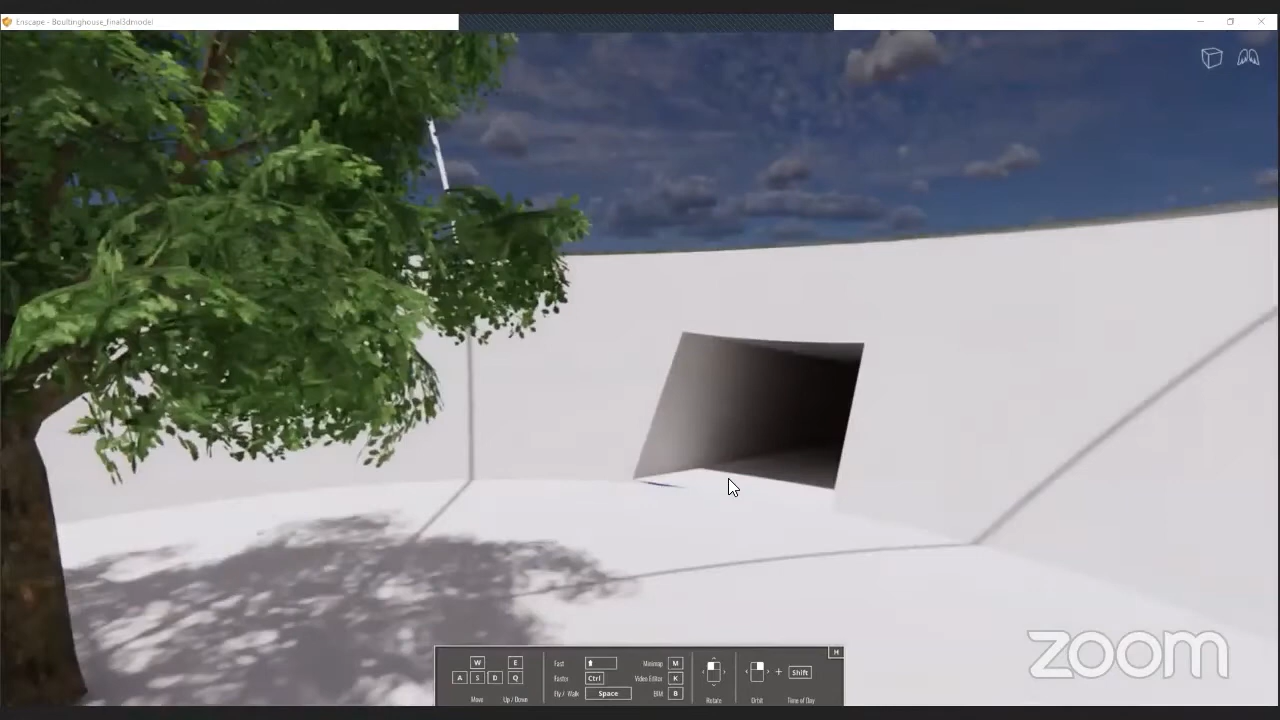 Enscape - Boultinghouse_final3dmodel
H
W E
A S D Q
Move Up / Down
Fast
Faster Ctrl
Fly / Walk Space
Minimap M
Video Editor K
BIM B
Rotate
Orbit
+ Shift
Time of Day
zoom